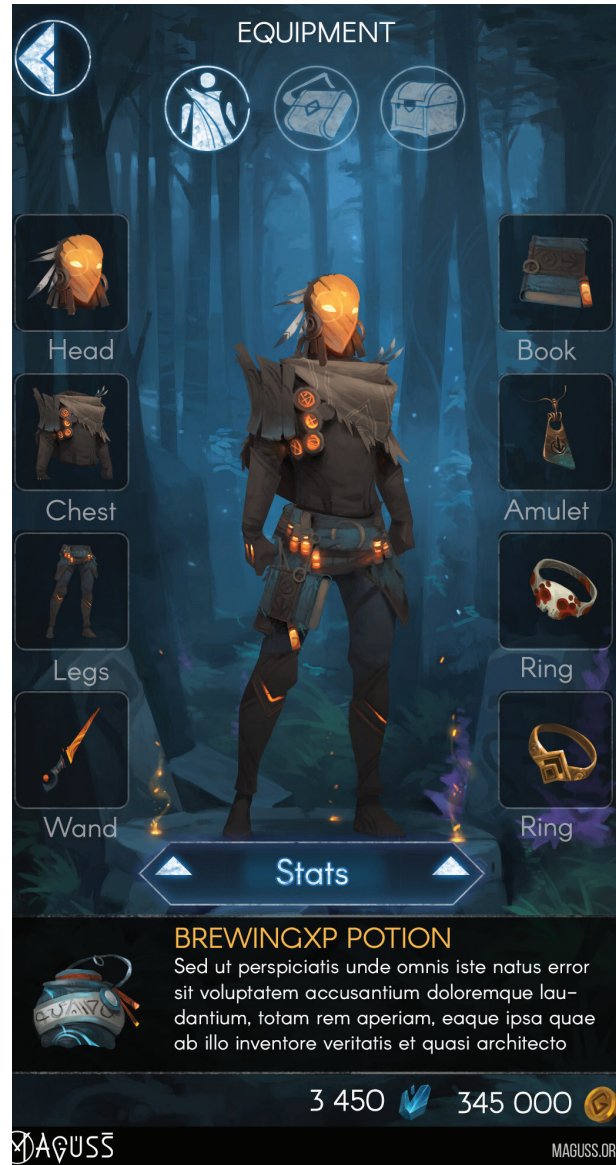 EQUIPMENT
Head
Book
Chest
Amulet
Legs
Ring
Wand
Ring
Stats
BREWINGXP POTION
Sed ut perspiciatis unde omnis iste natus error
sit voluptatem accusantium doloremque lau-
dantium, totam rem aperiam, eaque ipsa quae
ab illo inventore veritatis et quasi architecto
3 450 345 000
MAGUSS MAGUSS.OR